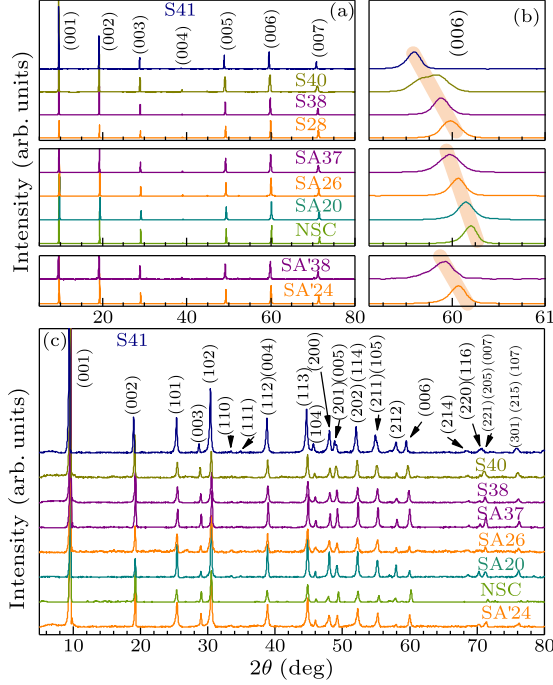 S41
(a)
(b)
(001)
(002)
(003)
(004)
(005)
(006)
(007)
(006)
S40
S38
S28
SA37
SA26
SA20
NSC
SA'38
SA'24
Intensity (arb. units)
20
40
60
80
60
61
(c)
S41
(001)
(002)
(101)
(003)
(102)
(110)
(111)
(112)(004)
(113)
(200)
(104)
(201)(005)
(202) (114)
(211)(105)
(212)
(006)
(214)
(220)(116)
(221) (205) (007)
(301) (215) (107)
S40
S38
SA37
SA26
SA20
NSC
SA'24
Intensity (arb. units)
10
20
30
40
50
60
70
80
2θ (deg)